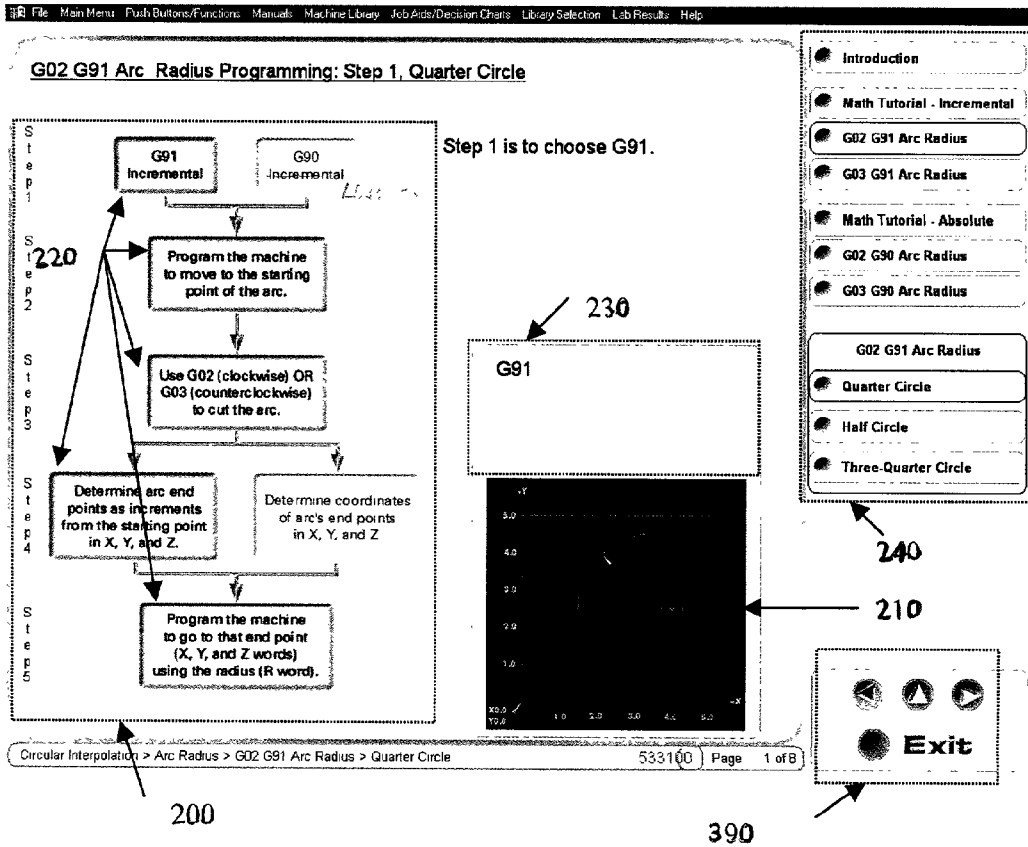 File Main Menu Push Buttons/Functions Manuals Machine Library Job Aids/Decision Charts Library Selection Lab Results Help
G02 G91 Arc Radius Programming: Step 1, Quarter Circle
Step 1
G91
Incremental
G90
Incremental
Step 1 is to choose G91.
Step 2
220
Program the machine
to move to the starting
point of the arc.
Step 3
Use G02 (clockwise) OR
G03 (counterclockwise)
to cut the arc.
Step 4
Determine arc end
points as increments
from the starting point
in X, Y, and Z.
Determine coordinates
of arc's end points
in X, Y, and Z
Step 5
Program the machine
to go to that end point
(X, Y, and Z words)
using the radius (R word).
200
230
G91
+Y
5.0
4.0
3.0
2.0
1.0
X0.0
Y0.0
1.0 2.0 3.0 4.0 5.0
+X
210
Introduction
Math Tutorial - Incremental
G02 G91 Arc Radius
G03 G91 Arc Radius
Math Tutorial - Absolute
G02 G90 Arc Radius
G03 G90 Arc Radius
G02 G91 Arc Radius
Quarter Circle
Half Circle
Three-Quarter Circle
240
Exit
390
Circular Interpolation > Arc Radius > G02 G91 Arc Radius > Quarter Circle
533100 Page 1 of 8